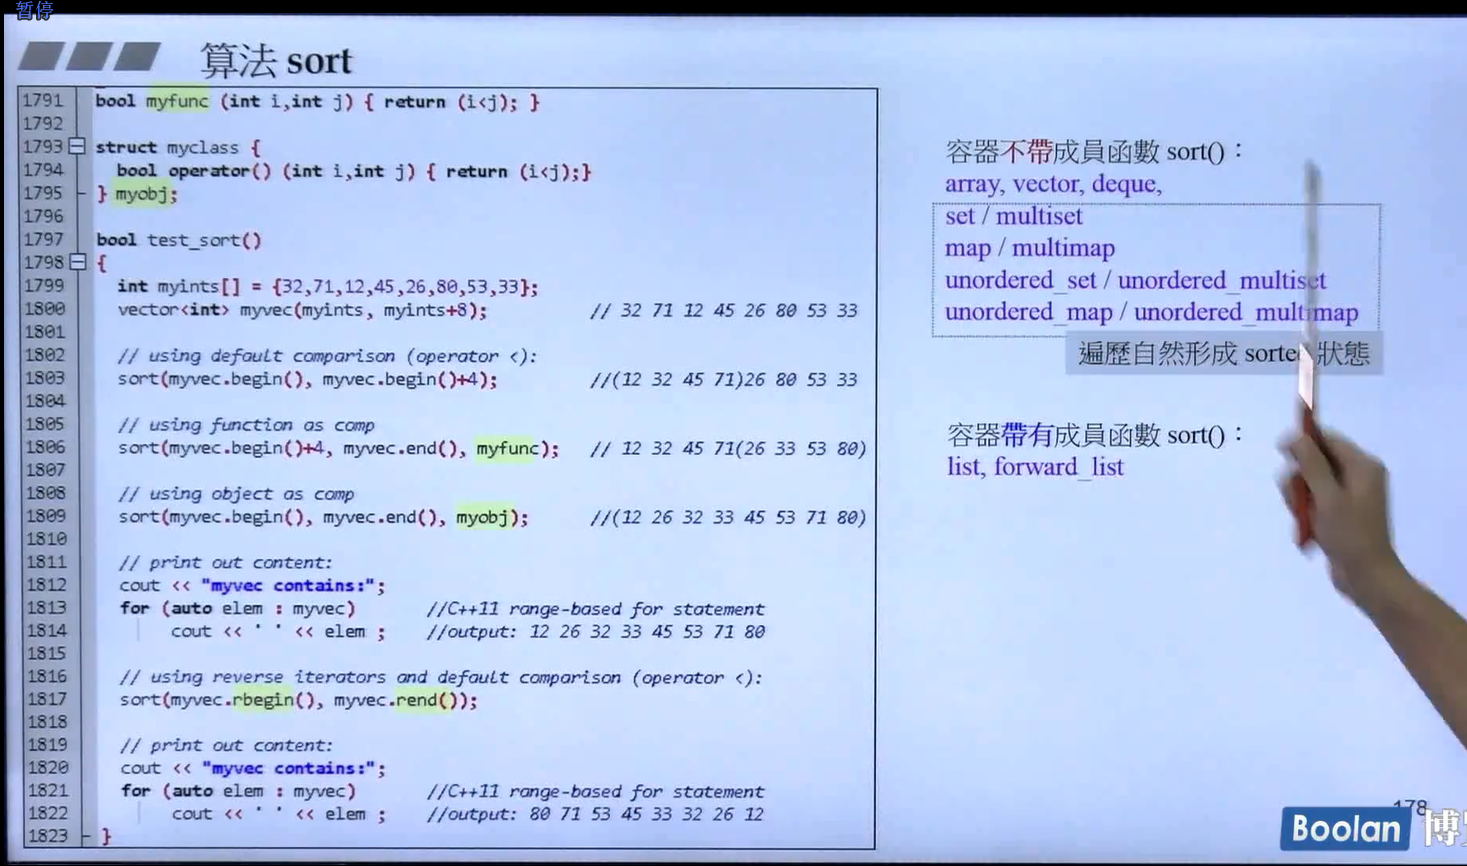 暂停
算法 sort
1791 bool myfunc (int i,int j) { return (i<j); }
1792
1793 struct myclass {
1794 bool operator() (int i,int j) { return (i<j);}
1795 } myobj;
1796
1797 bool test_sort()
1798 {
1799 int myints[] = {32,71,12,45,26,80,53,33};
1800 vector<int> myvec(myints, myints+8); // 32 71 12 45 26 80 53 33
1801
1802 // using default comparison (operator <):
1803 sort(myvec.begin(), myvec.begin()+4); //(12 32 45 71)26 80 53 33
1804
1805 // using function as comp
1806 sort(myvec.begin()+4, myvec.end(), myfunc); // 12 32 45 71(26 33 53 80)
1807
1808 // using object as comp
1809 sort(myvec.begin(), myvec.end(), myobj); //(12 26 32 33 45 53 71 80)
1810
1811 // print out content:
1812 cout << "myvec contains:";
1813 for (auto elem : myvec) //C++11 range-based for statement
1814 cout << ' ' << elem ; //output: 12 26 32 33 45 53 71 80
1815
1816 // using reverse iterators and default comparison (operator <):
1817 sort(myvec.rbegin(), myvec.rend());
1818
1819 // print out content:
1820 cout << "myvec contains:";
1821 for (auto elem : myvec) //C++11 range-based for statement
1822 cout << ' ' << elem ; //output: 80 71 53 45 33 32 26 12
1823 }
容器不帶成員函數 sort()：
array, vector, deque,
set / multiset
map / multimap
unordered_set / unordered_multiset
unordered_map / unordered_multimap
遍歷自然形成 sorted 狀態
容器帶有成員函數 sort()：
list, forward_list
178
Boolan 博